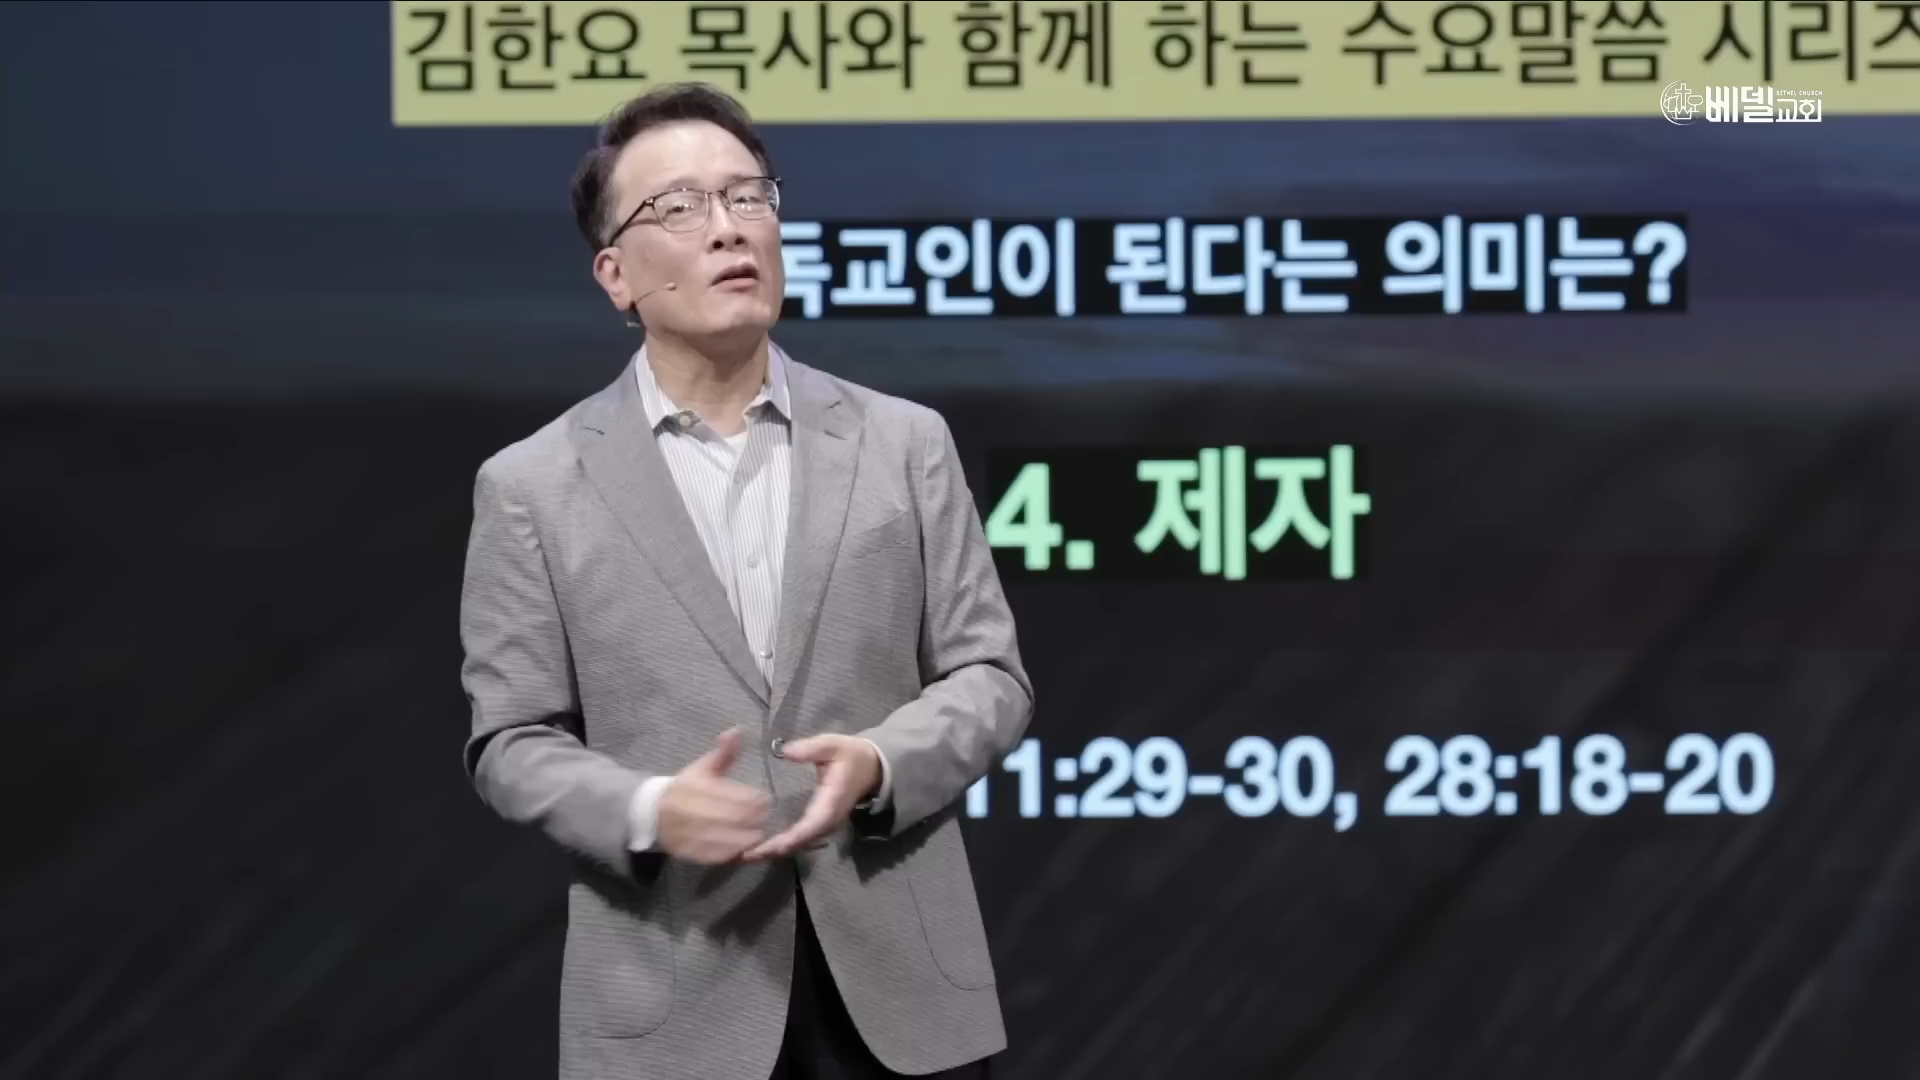 김한요 목사와 함께 하는 수요말씀 시리즈
베델교회
BETHEL CHURCH
독교인이 된다는 의미는?
4. 제자
11:29-30, 28:18-20